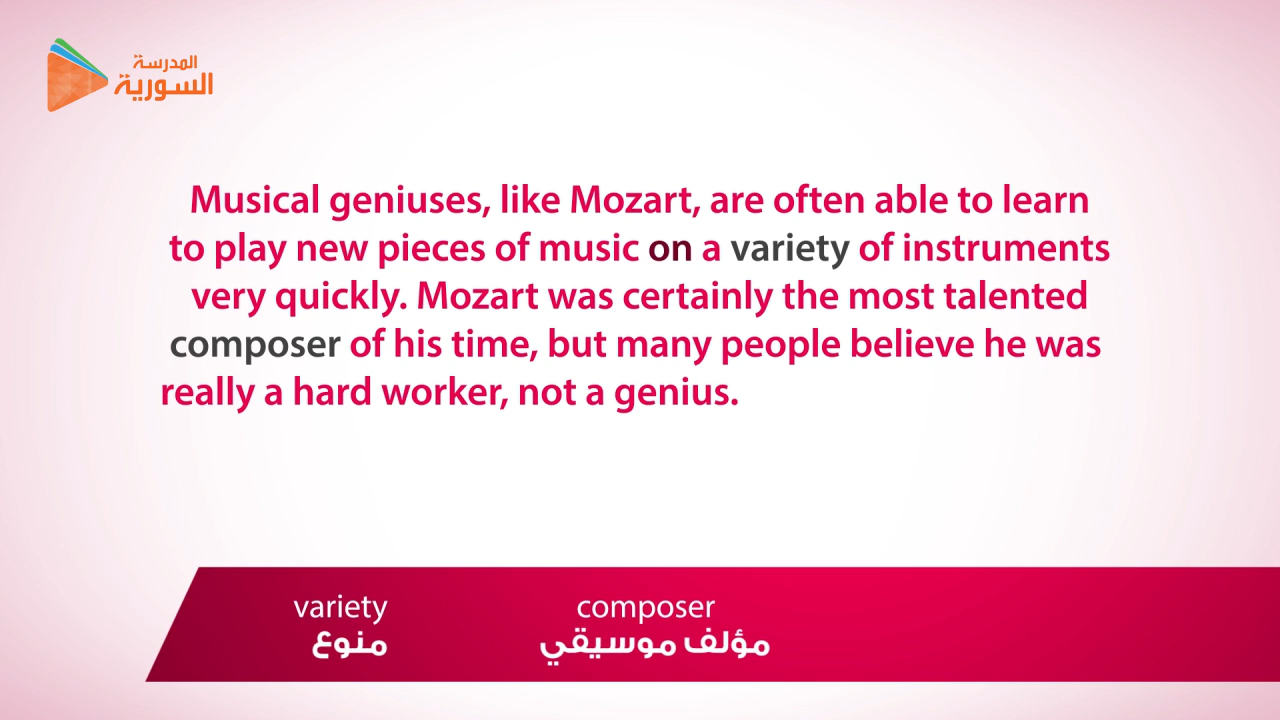 المدرسة
السورية
Musical geniuses, like Mozart, are often able to learn
to play new pieces of music on a variety of instruments
very quickly. Mozart was certainly the most talented
composer of his time, but many people believe he was
really a hard worker, not a genius.
variety composer
منوع مؤلف موسيقي